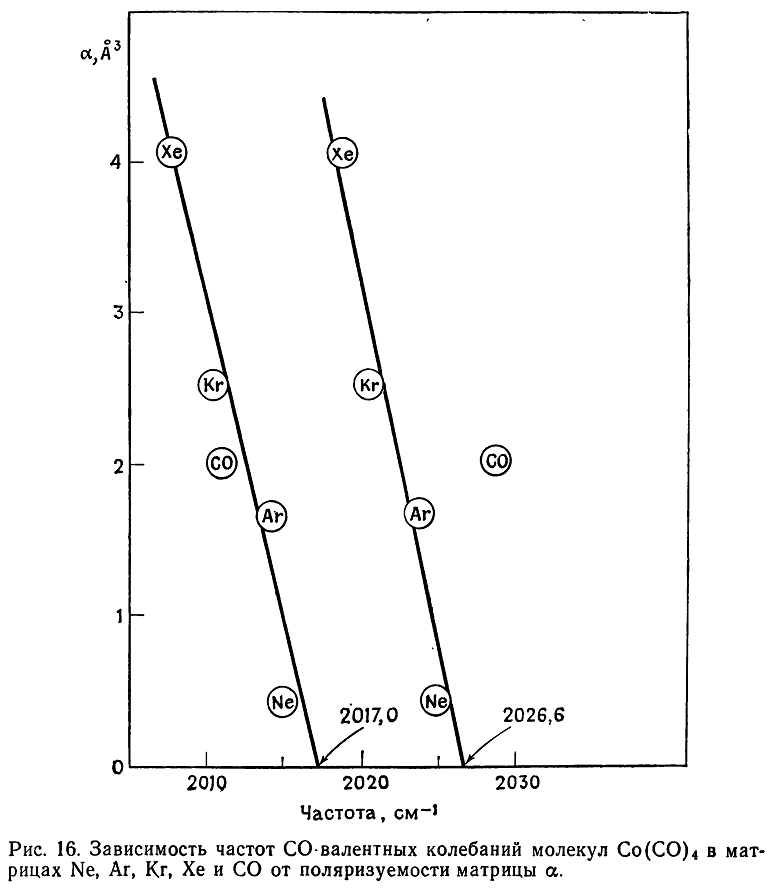 α, Å³
Xe
Xe
4
3
Kr
Kr
2
CO
CO
Ar
Ar
1
Ne
Ne
2017,0
2026,6
0
2010
2020
2030
Частота, см⁻¹
Рис. 16. Зависимость частот CO-валентных колебаний молекул Co(CO)₄ в мат-
рицах Ne, Ar, Kr, Xe и CO от поляризуемости матрицы α.